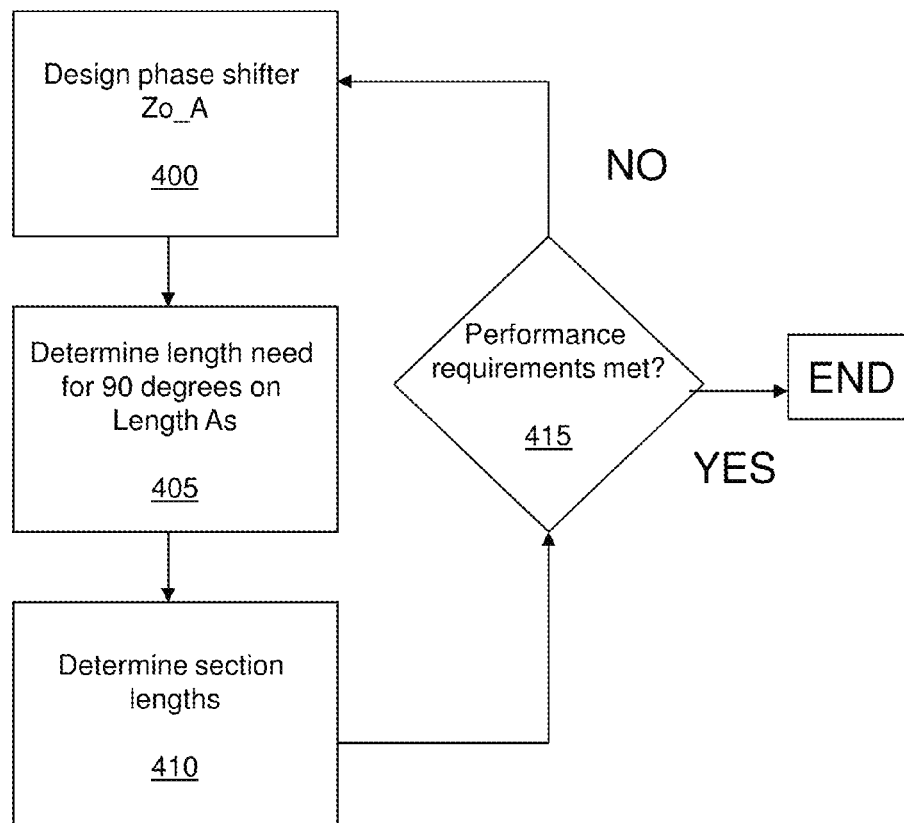 Design phase shifter
Zo_A
400
Determine length need
for 90 degrees on
Length As
405
Determine section
lengths
410
Performance
requirements met?
415
NO
YES
END